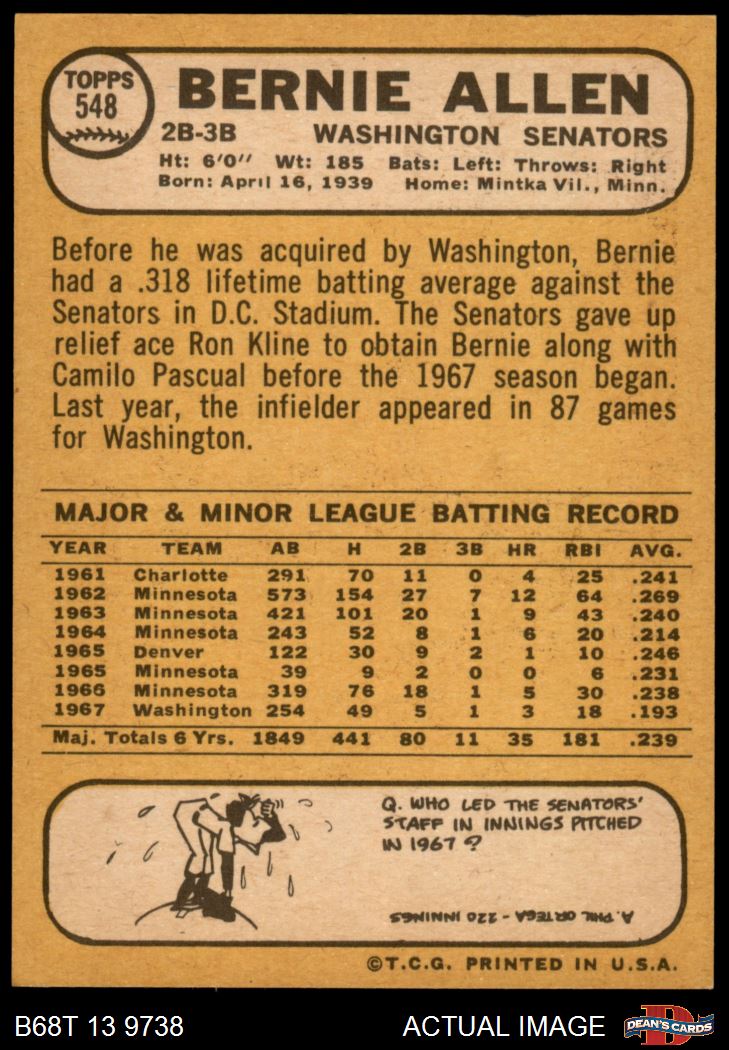 TOPPS
548
BERNIE ALLEN
2B-3B WASHINGTON SENATORS
Ht: 6'0" Wt: 185 Bats: Left: Throws: Right
Born: April 16, 1939 Home: Mintka Vil., Minn.
Before he was acquired by Washington, Bernie
had a .318 lifetime batting average against the
Senators in D.C. Stadium. The Senators gave up
relief ace Ron Kline to obtain Bernie along with
Camilo Pascual before the 1967 season began.
Last year, the infielder appeared in 87 games
for Washington.
MAJOR & MINOR LEAGUE BATTING RECORD
YEAR TEAM AB H 2B 3B HR RBI AVG.
1961 Charlotte 291 70 11 0 4 25 .241
1962 Minnesota 573 154 27 7 12 64 .269
1963 Minnesota 421 101 20 1 9 43 .240
1964 Minnesota 243 52 8 1 6 20 .214
1965 Denver 122 30 9 2 1 10 .246
1965 Minnesota 39 9 2 0 0 6 .231
1966 Minnesota 319 76 18 1 5 30 .238
1967 Washington 254 49 5 1 3 18 .193
Maj. Totals 6 Yrs. 1849 441 80 11 35 181 .239
Q. WHO LED THE SENATORS'
STAFF IN INNINGS PITCHED
IN 1967 ?
A. PHIL ORTEGA - 220 INNINGS
©T.C.G. PRINTED IN U.S.A.
B68T 13 9738 ACTUAL IMAGE
D
DEAN'S CARDS